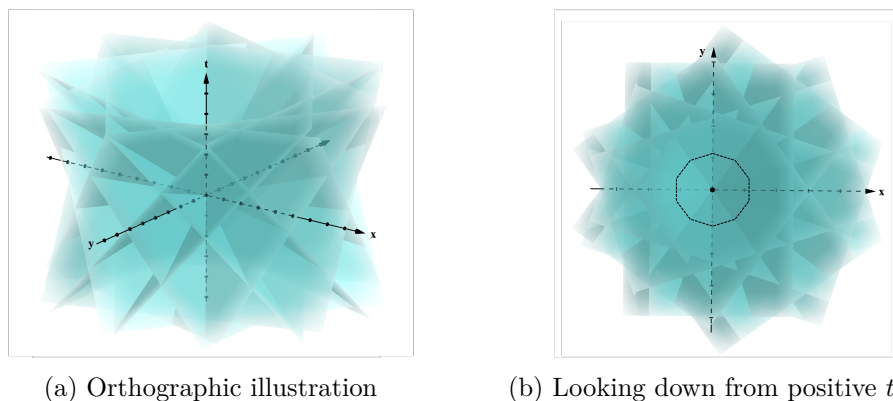 t
y
x
y
x
(a) Orthographic illustration
(b) Looking down from positive t